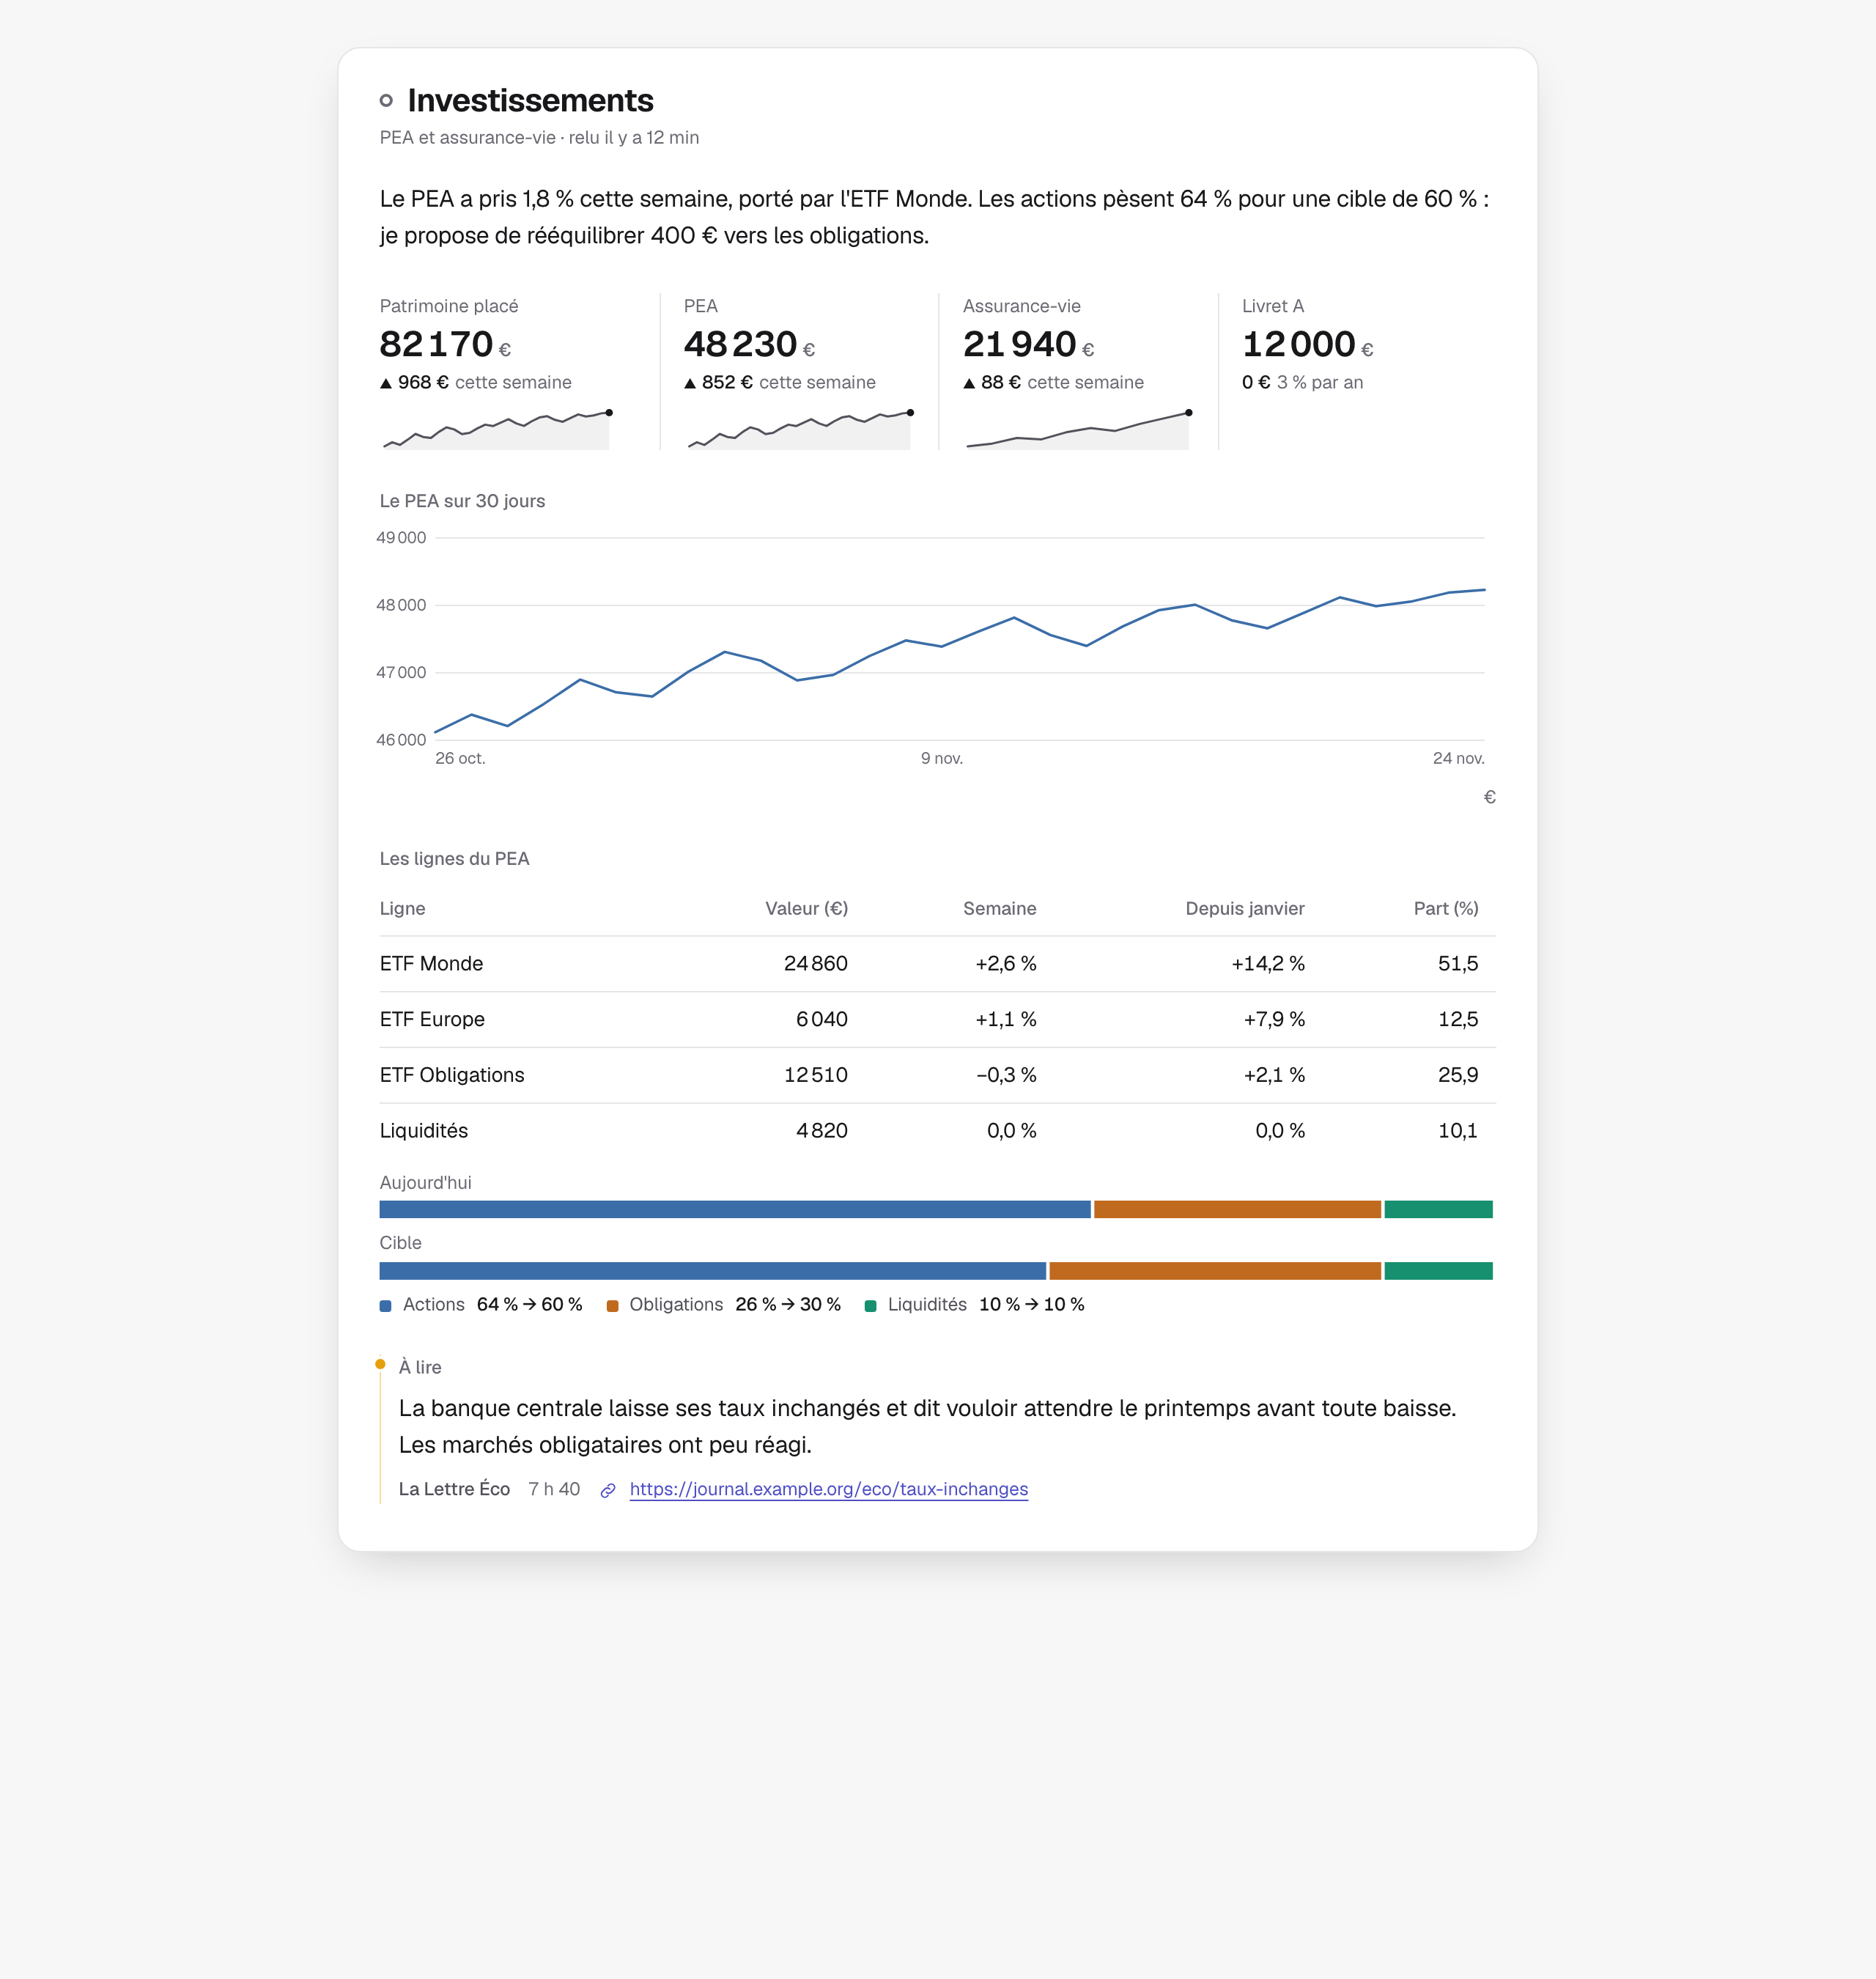 Investissements
PEA et assurance-vie · relu il y a 12 min
Le PEA a pris 1,8 % cette semaine, porté par l'ETF Monde. Les actions pèsent 64 % pour une cible de 60 % :
je propose de rééquilibrer 400 € vers les obligations.
Patrimoine placé
82 170 €
▲ 968 € cette semaine
PEA
48 230 €
▲ 852 € cette semaine
Assurance-vie
21 940 €
▲ 88 € cette semaine
Livret A
12 000 €
0 € 3 % par an
Le PEA sur 30 jours
49 000
48 000
47 000
46 000
26 oct. 9 nov. 24 nov.
€
Les lignes du PEA
Ligne Valeur (€) Semaine Depuis janvier Part (%)
ETF Monde 24 860 +2,6 % +14,2 % 51,5
ETF Europe 6 040 +1,1 % +7,9 % 12,5
ETF Obligations 12 510 −0,3 % +2,1 % 25,9
Liquidités 4 820 0,0 % 0,0 % 10,1
Aujourd'hui
Cible
Actions 64 % → 60 % Obligations 26 % → 30 % Liquidités 10 % → 10 %
À lire
La banque centrale laisse ses taux inchangés et dit vouloir attendre le printemps avant toute baisse.
Les marchés obligataires ont peu réagi.
La Lettre Éco 7 h 40 https://journal.example.org/eco/taux-inchanges